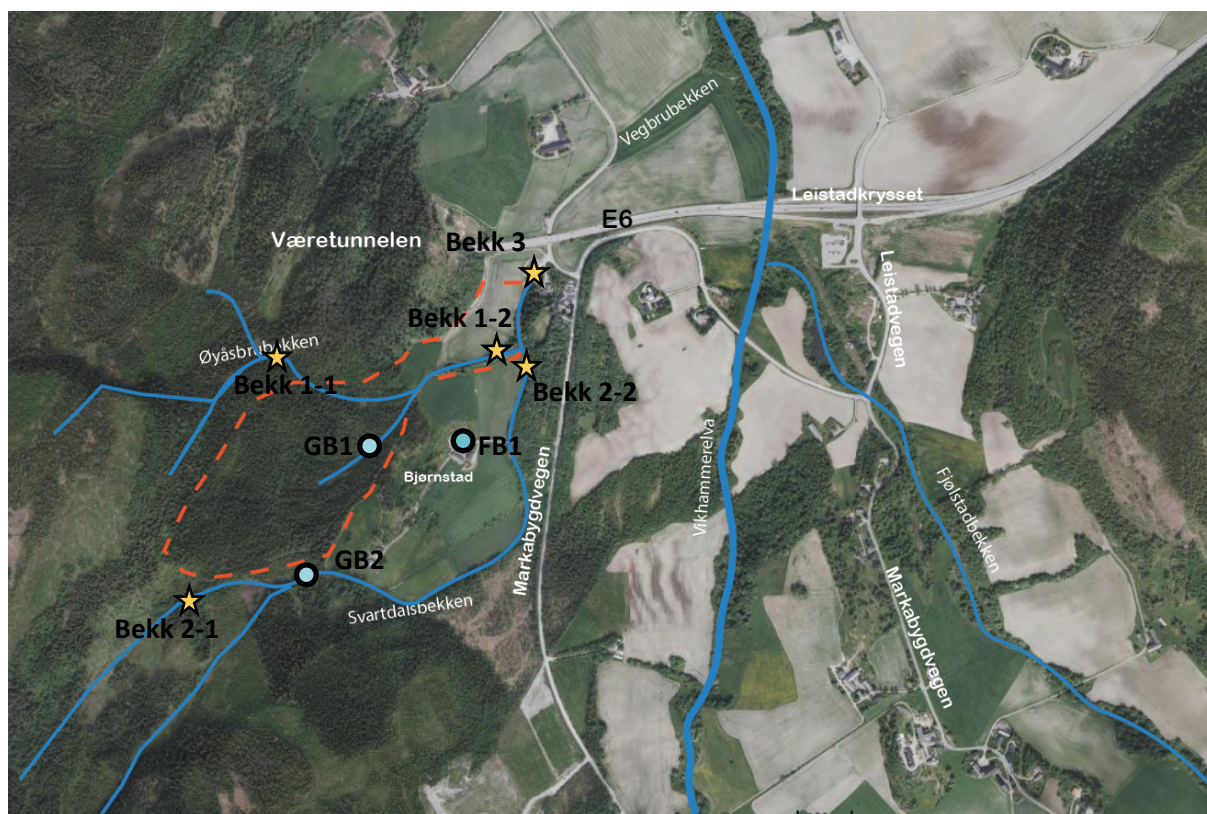 Vegbrubekken
Leistadkrysset
E6
Væretunnelen
Bekk 3
Leistadvegen
Bekk 1-2
Øyåsbrubekken
Bekk 1-1
Bekk 2-2
GB1
FB1
Bjørnstad
Vikhammerelva
Fjølstadbekken
Markabygdvegen
GB2
Svartdalsbekken
Bekk 2-1
Markabygdvegen